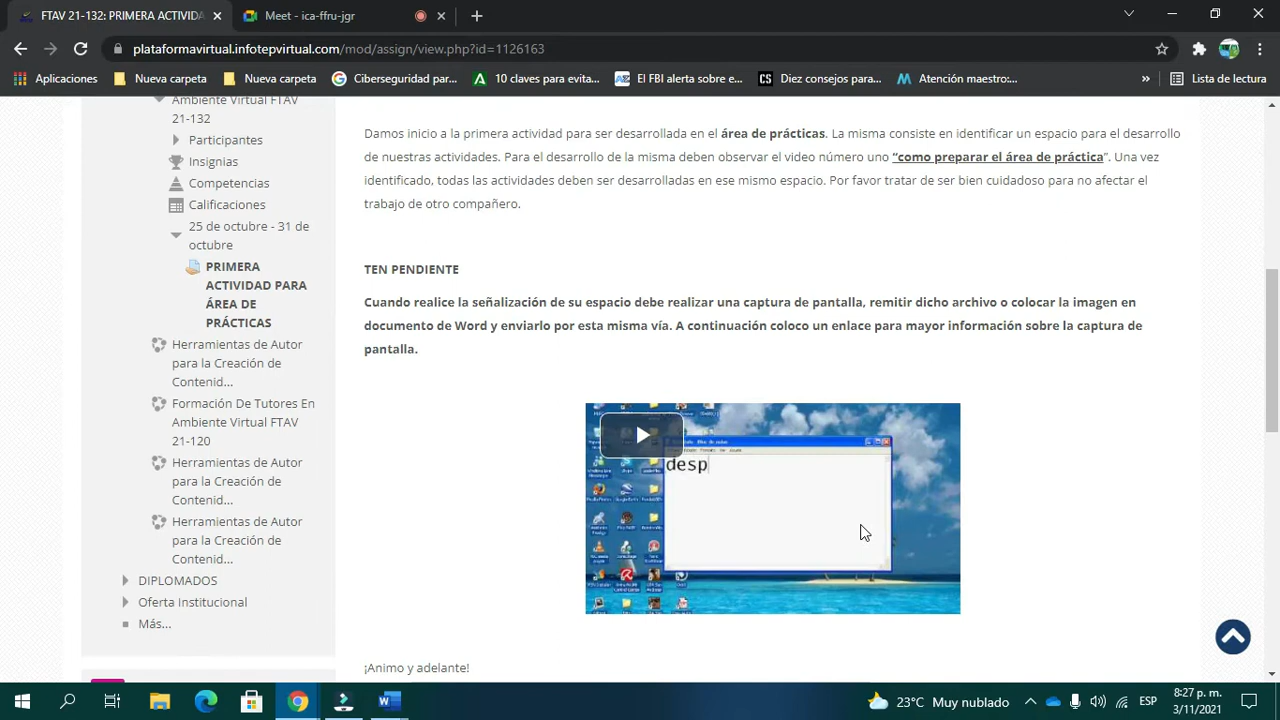 FTAV 21-132: PRIMERA ACTIVIDA
Meet - ica-ffru-jgr
plataformavirtual.infotepvirtual.com/mod/assign/view.php?id=1126163
Aplicaciones
Nueva carpeta
Nueva carpeta
Ciberseguridad par...
10 claves para evita...
El FBI alerta sobre e...
Diez consejos para...
Atención maestro:...
»
Lista de lectura
Ambiente Virtual FTAV
21-132
Participantes
Insignias
Competencias
Calificaciones
25 de octubre - 31 de
octubre
PRIMERA
ACTIVIDAD PARA
ÁREA DE
PRÁCTICAS
Herramientas de Autor
para la Creación de
Contenid...
Formación De Tutores En
Ambiente Virtual FTAV
21-120
Herramientas de Autor
para la Creación de
Contenid...
Herramientas de Autor
para la Creación de
Contenid...
DIPLOMADOS
Oferta Institucional
Más...
Damos inicio a la primera actividad para ser desarrollada en el área de prácticas. La misma consiste en identificar un espacio para el desarrollo
de nuestras actividades. Para el desarrollo de la misma deben observar el video número uno “como preparar el área de práctica”. Una vez
identificado, todas las actividades deben ser desarrolladas en ese mismo espacio. Por favor tratar de ser bien cuidadoso para no afectar el
trabajo de otro compañero.
TEN PENDIENTE
Cuando realice la señalización de su espacio debe realizar una captura de pantalla, remitir dicho archivo o colocar la imagen en
documento de Word y enviarlo por esta misma vía. A continuación coloco un enlace para mayor información sobre la captura de
pantalla.
desp
¡Animo y adelante!
23°C Muy nublado
ESP
8:27 p. m.
3/11/2021